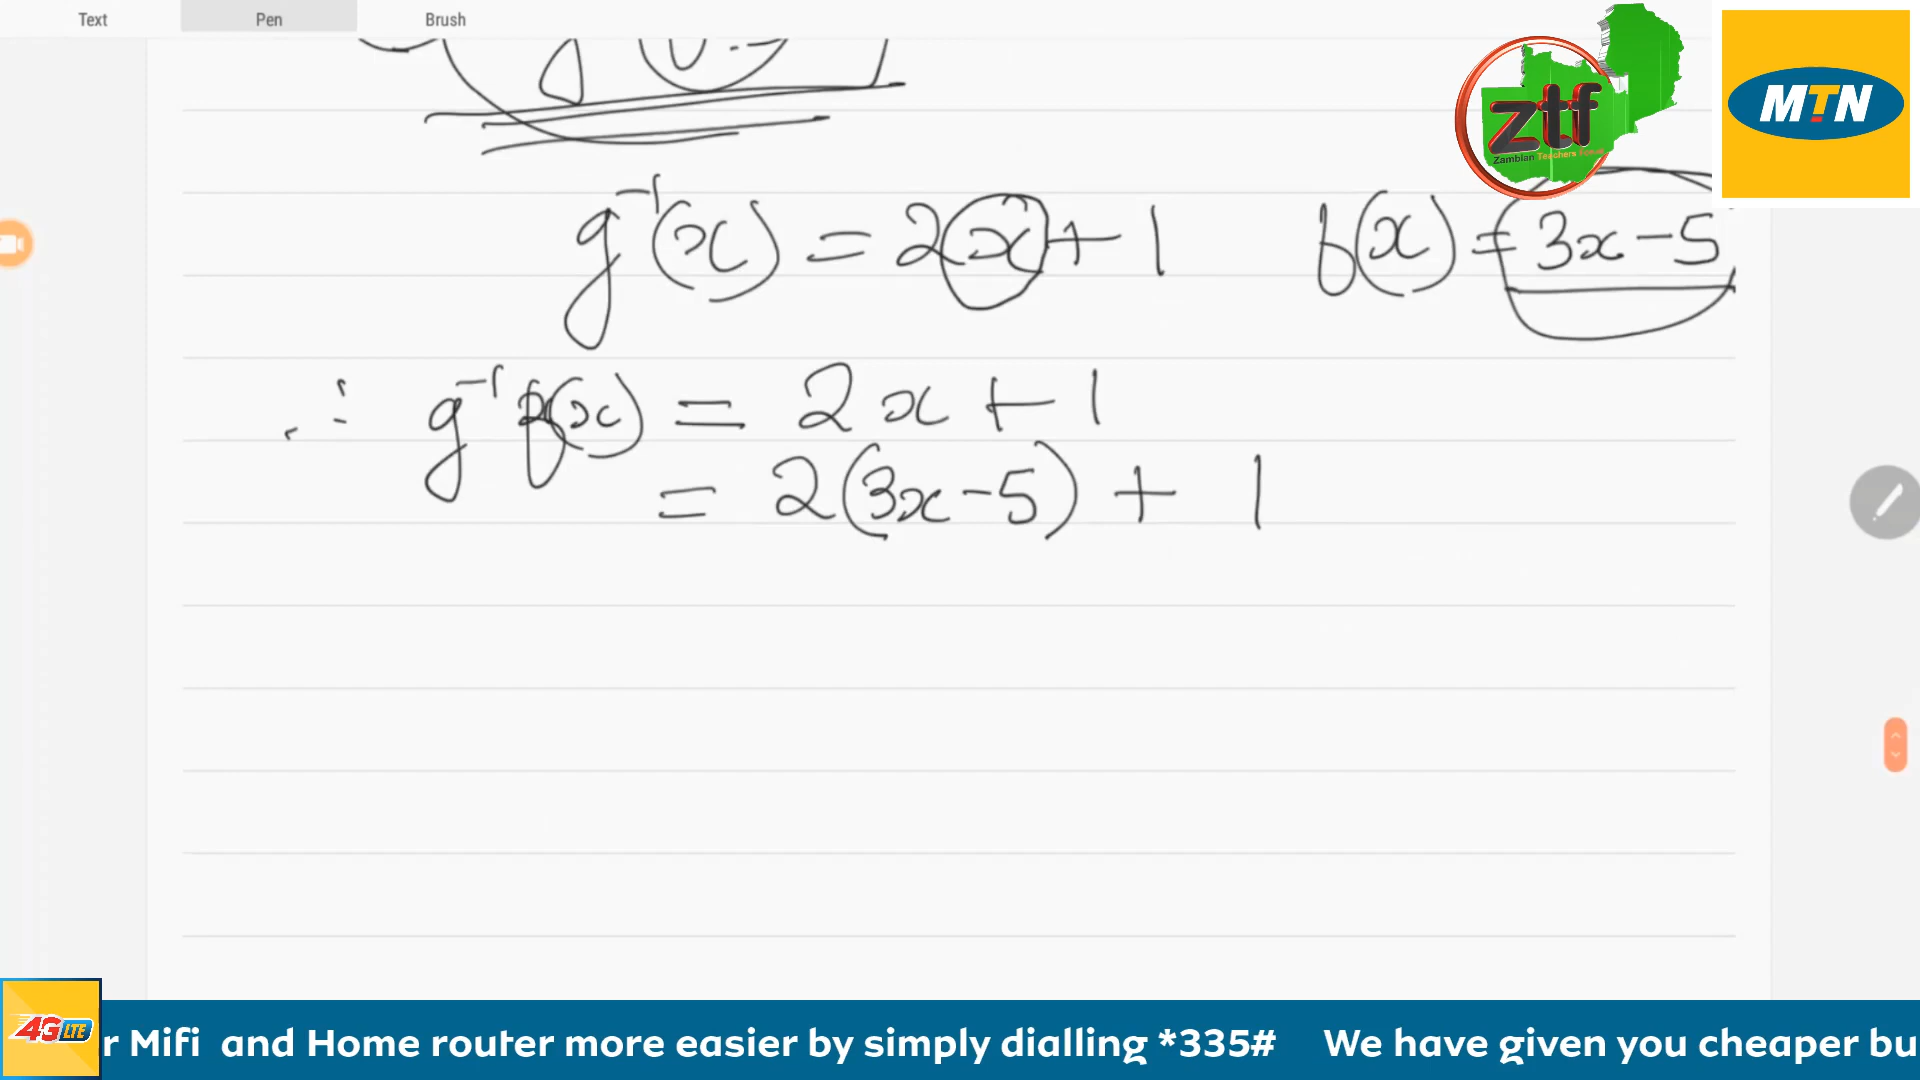 Text Pen Brush
ztf
Zambian Teachers Forum
MTN
g⁻¹(x) = 2(x)+1 f(x) = 3x-5
∴ g⁻¹f(x) = 2x+1
= 2(3x-5) + 1
4G LTE
r Mifi and Home router more easier by simply dialling *335# We have given you cheaper bu